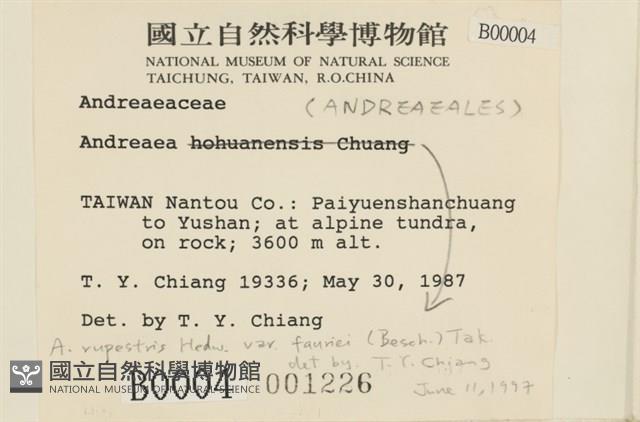 國立自然科學博物館
B00004
NATIONAL MUSEUM OF NATURAL SCIENCE
TAICHUNG, TAIWAN, R.O.CHINA
Andreaeaceae (ANDREAEALES)
Andreaea hohuanensis Chuang
TAIWAN Nantou Co.: Paiyuenshanchuang
to Yushan; at alpine tundra,
on rock; 3600 m alt.
T. Y. Chiang 19336; May 30, 1987
Det. by T. Y. Chiang
A. rupestris Hedw. var. fauriei (Besch.) Tak.
det by. T. Y. Chiang
June 11, 1997
國立自然科學博物館
NATIONAL MUSEUM OF NATURAL SCIENCE
B0004 001226